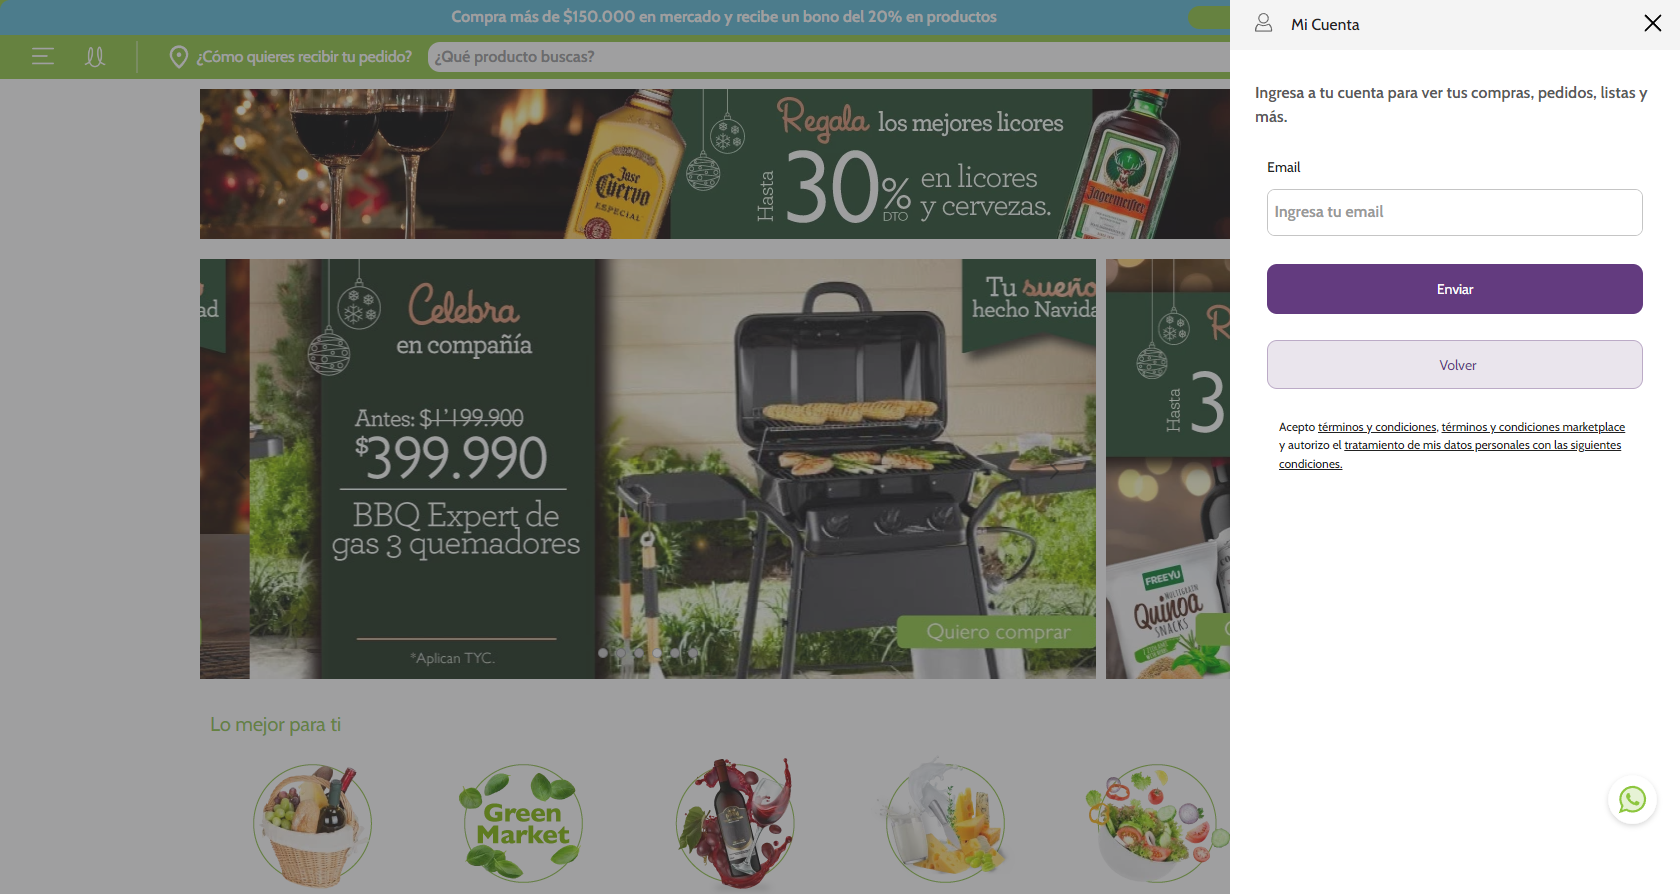 Compra más de $150.000 en mercado y recibe un bono del 20% en productos
¿Cómo quieres recibir tu pedido?
¿Qué producto buscas?
Regala los mejores licores
Hasta
30% DTO
en licores
y cervezas.
Jose
Cuervo
ESPECIAL
Jägermeister
ad
Celebra
en compañía
Antes: $1'199.900
$399.990
BBQ Expert de
gas 3 quemadores
*Aplican TYC.
Tu sueño
hecho Navida
Quiero comprar
R
Hasta
3
FREEYU
MULTIGRAIN
Quinoa
SNACKS
Lo mejor para ti
Green
Market
Mi Cuenta
Ingresa a tu cuenta para ver tus compras, pedidos, listas y
más.
Email
Ingresa tu email
Enviar
Volver
Acepto términos y condiciones, términos y condiciones marketplace
y autorizo el tratamiento de mis datos personales con las siguientes
condiciones.